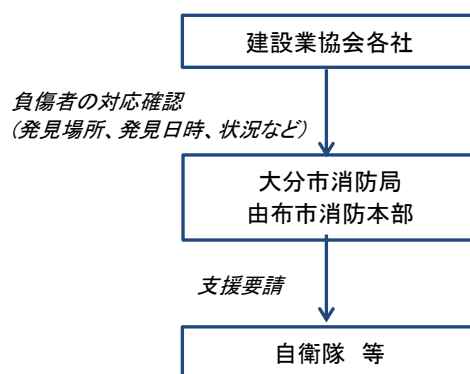 建設業協会各社
負傷者の対応確認
(発見場所、発見日時、状況など)
大分市消防局
由布市消防本部
支援要請
自衛隊 等